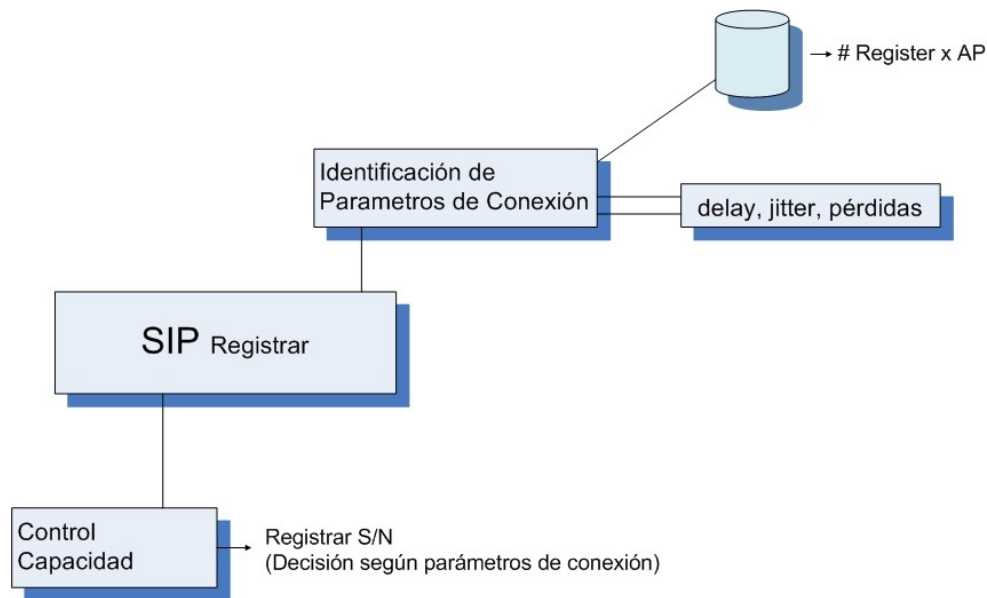 # Register x AP
Identificación de
Parametros de Conexión
delay, jitter, pérdidas
SIP Registrar
Control
Capacidad
Registrar S/N
(Decisión según parámetros de conexión)